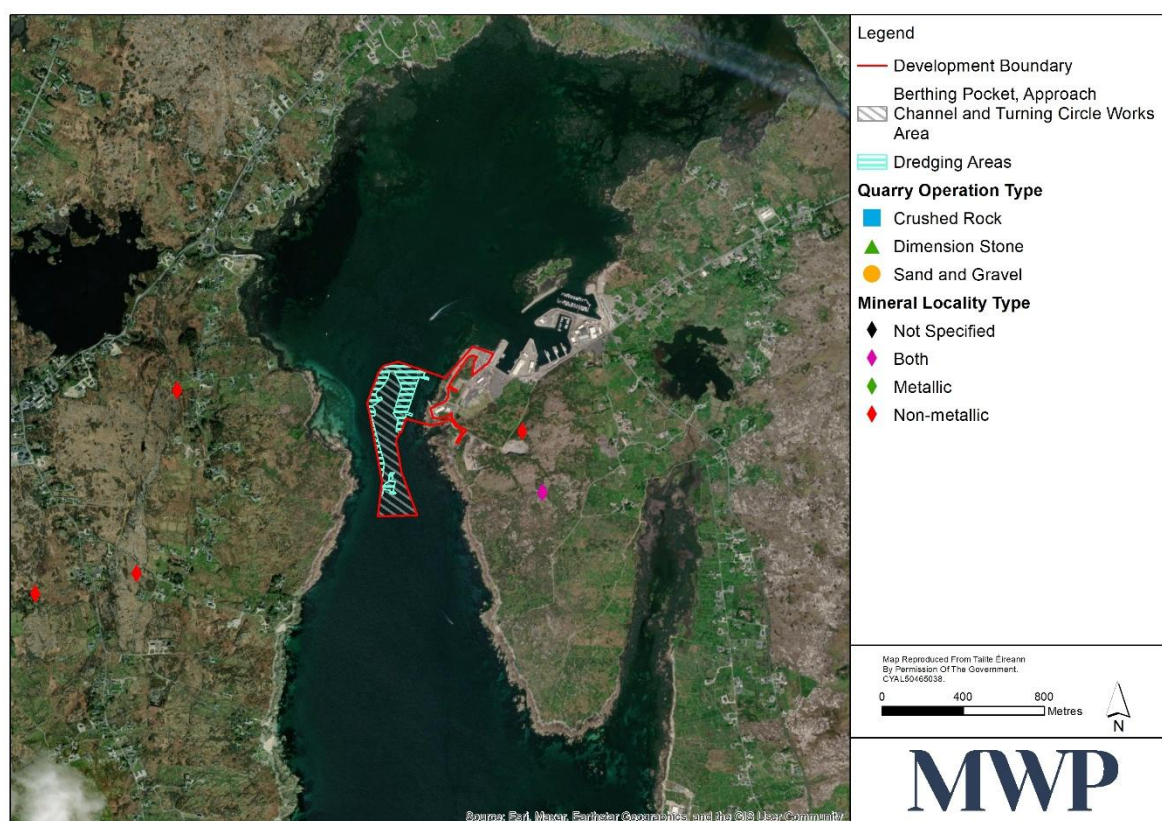 Legend
Development Boundary
Berthing Pocket, Approach
Channel and Turning Circle Works
Area
Dredging Areas
Quarry Operation Type
Crushed Rock
Dimension Stone
Sand and Gravel
Mineral Locality Type
Not Specified
Both
Metallic
Non-metallic
Map Reproduced From Tailte Éireann
By Permission Of The Government.
CYAL50465038.
0 400 800
Metres
N
MWP
Source: Esri, Maxar, Earthstar Geographics, and the GIS User Community